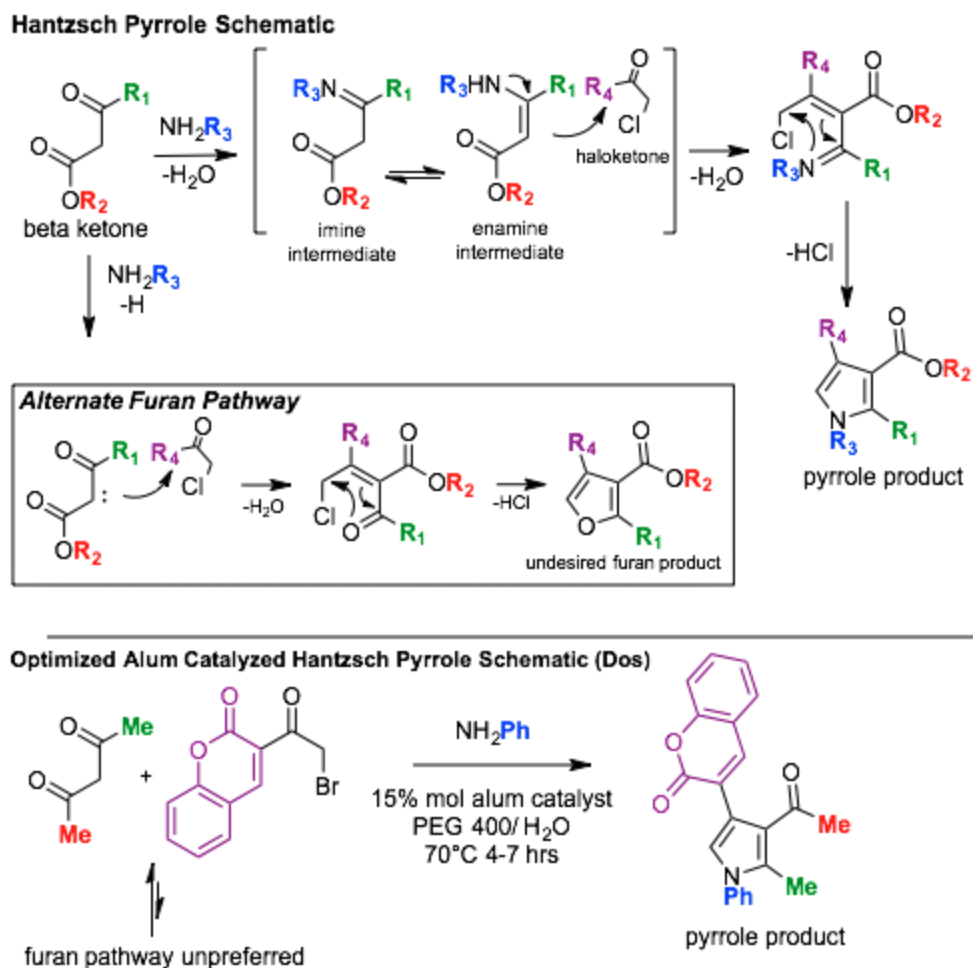 Hantzsch Pyrrole Schematic
O
O
R₁
OR₂
beta ketone
NH₂R₃
-H₂O
R₃N
R₁
O
OR₂
imine
intermediate
R₃HN
R₁
O
OR₂
enamine
intermediate
O
R₄
Cl
haloketone
-H₂O
R₄
O
OR₂
Cl
R₃N
R₁
NH₂R₃
-H
-HCl
R₄
O
OR₂
N
R₃
R₁
pyrrole product
Alternate Furan Pathway
O
R₁
O
:
OR₂
O
R₄
Cl
-H₂O
R₄
O
OR₂
Cl
O
R₁
-HCl
R₄
O
OR₂
O
R₁
undesired furan product
Optimized Alum Catalyzed Hantzsch Pyrrole Schematic (Dos)
O
Me
O
Me
+
O
O
O
Br
NH₂Ph
15% mol alum catalyst
PEG 400/ H₂O
70°C 4-7 hrs
O
O
O
Me
N
Ph
Me
pyrrole product
furan pathway unpreferred